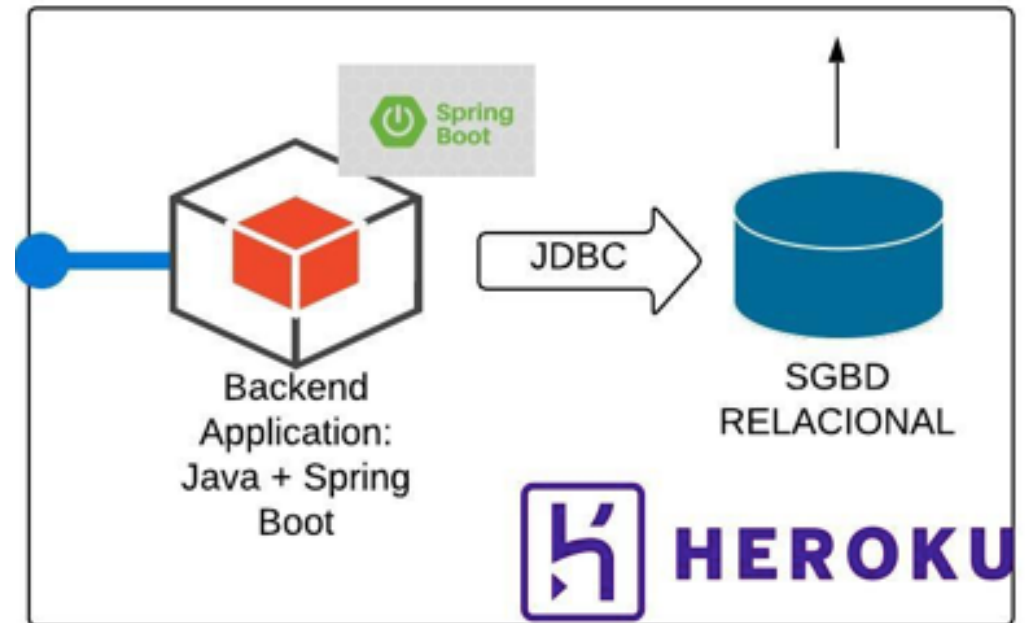 Spring
Boot
JDBC
Backend
Application:
Java + Spring
Boot
SGBD
RELACIONAL
HEROKU